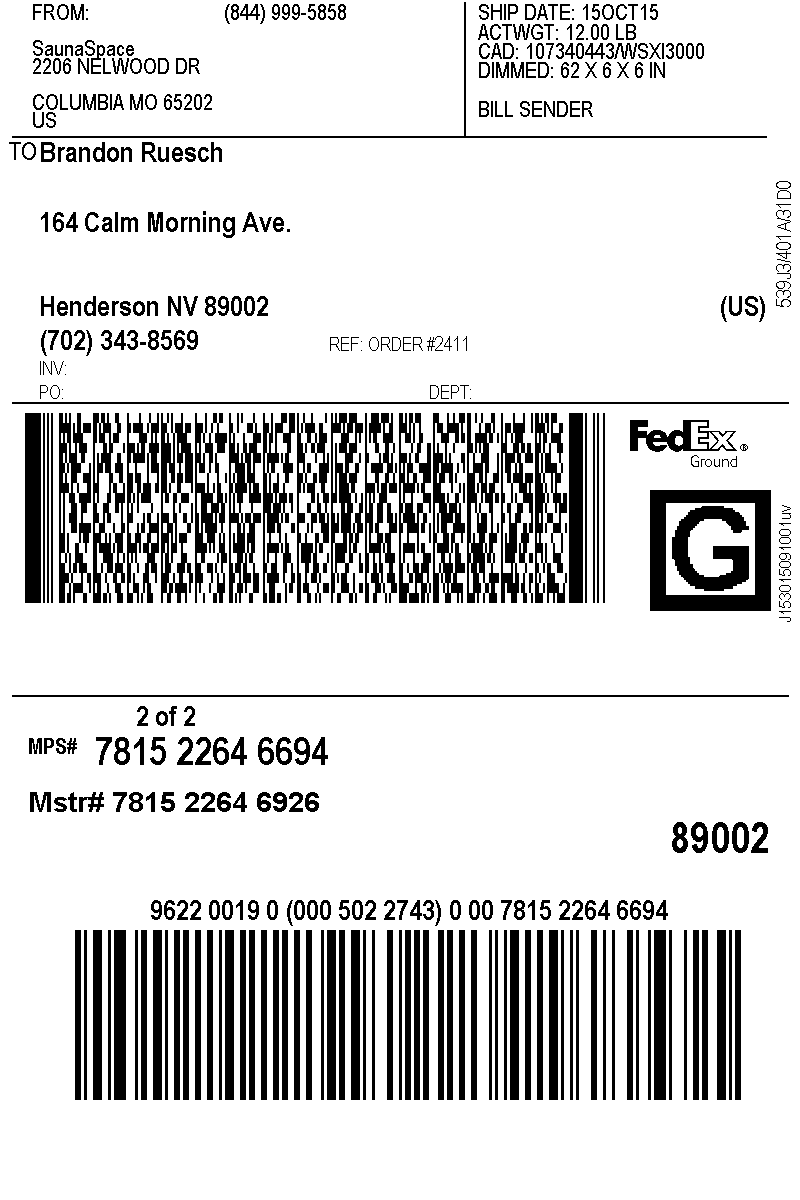 FROM: (844) 999-5858
SaunaSpace
2206 NELWOOD DR
COLUMBIA MO 65202
US
SHIP DATE: 15OCT15
ACTWGT: 12.00 LB
CAD: 107340443/WSXI3000
DIMMED: 62 X 6 X 6 IN
BILL SENDER
TO Brandon Ruesch
164 Calm Morning Ave.
Henderson NV 89002 (US)
(702) 343-8569 REF: ORDER #2411
INV:
PO: DEPT:
539J3/401A/31D0
FedEx®
Ground
G
J153015091001uv
2 of 2
MPS# 7815 2264 6694
Mstr# 7815 2264 6926
89002
9622 0019 0 (000 502 2743) 0 00 7815 2264 6694